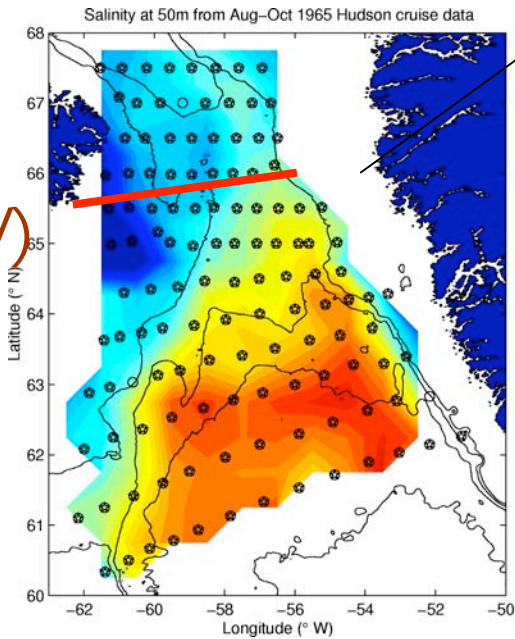 Salinity at 50m from Aug−Oct 1965 Hudson cruise data
68
67
66
65
64
63
62
61
60
Latitude (° N)
−62 −60 −58 −56 −54 −52 −50
Longitude (° W)